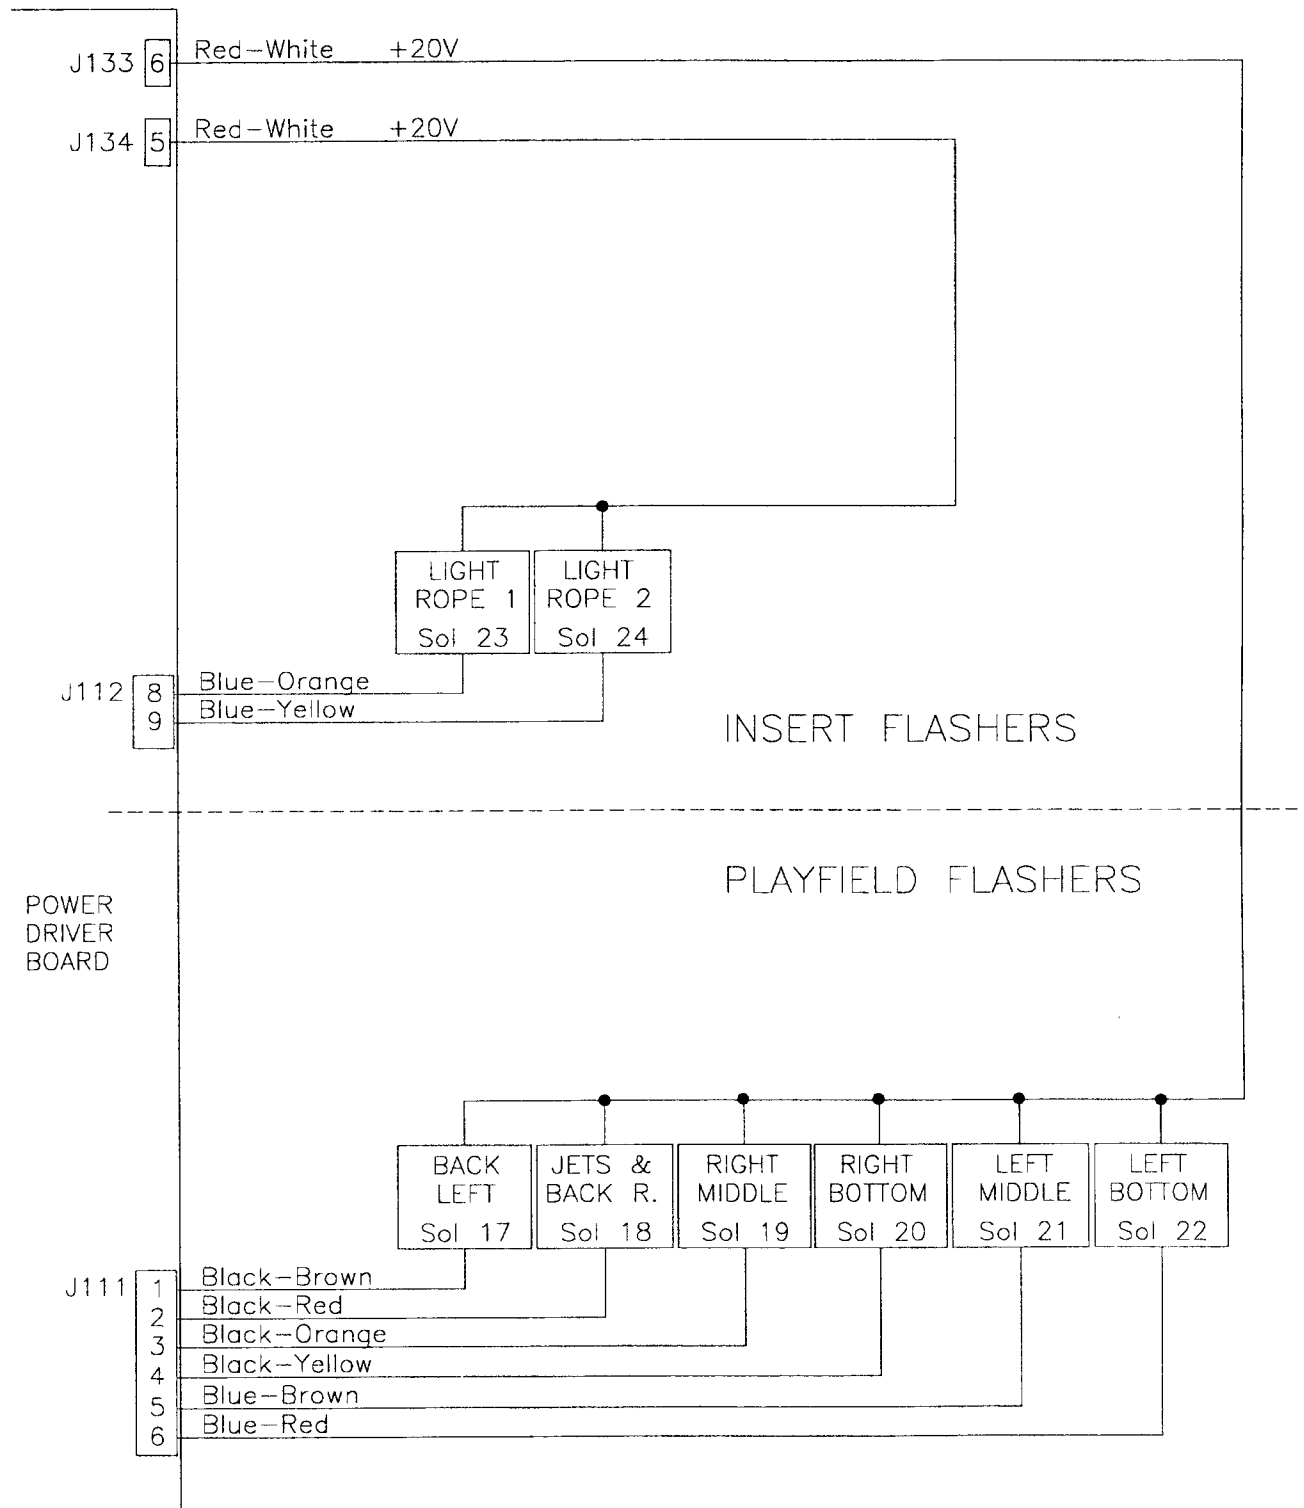 Red-White +20V
J133 6
Red-White +20V
J134 5
LIGHT
ROPE 1
Sol 23
LIGHT
ROPE 2
Sol 24
J112
8 Blue-Orange
9 Blue-Yellow
INSERT FLASHERS
PLAYFIELD FLASHERS
POWER
DRIVER
BOARD
BACK
LEFT
Sol 17
JETS &
BACK R.
Sol 18
RIGHT
MIDDLE
Sol 19
RIGHT
BOTTOM
Sol 20
LEFT
MIDDLE
Sol 21
LEFT
BOTTOM
Sol 22
J111
1 Black-Brown
2 Black-Red
3 Black-Orange
4 Black-Yellow
5 Blue-Brown
6 Blue-Red